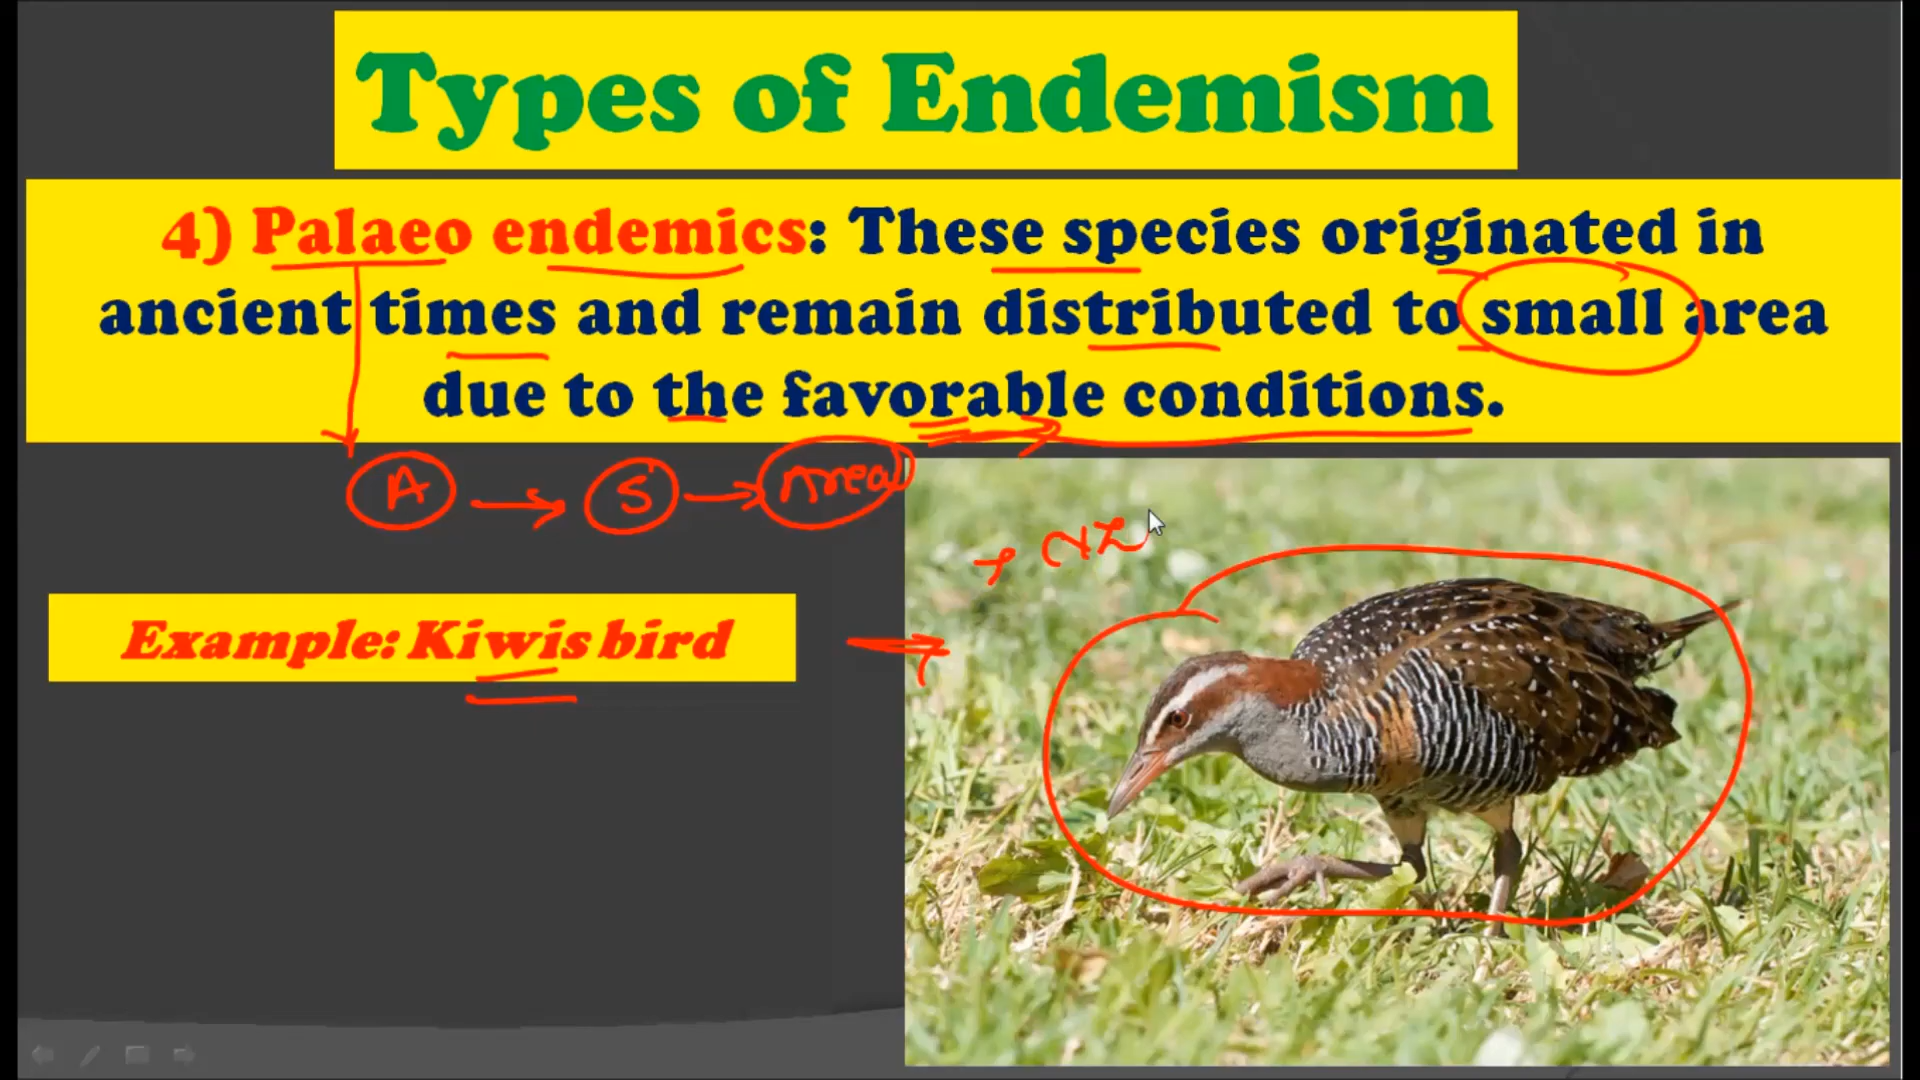 Types of Endemism
4) Palaeo endemics: These species originated in
ancient times and remain distributed to small area
due to the favorable conditions.
A → S → Area
NZ
Example: Kiwis bird